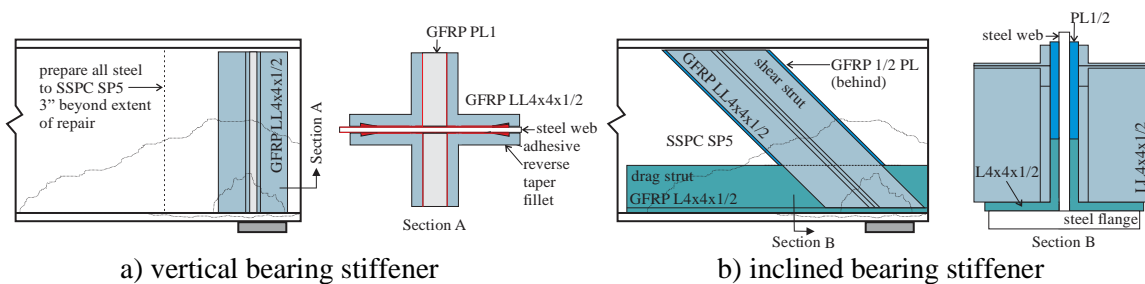 GFRP PL1
prepare all steel
to SSPC SP5
3” beyond extent
of repair
GFRP LL4x4x1/2
Section A
GFRP LL4x4x1/2
steel web
adhesive
reverse
taper
fillet
Section A
a) vertical bearing stiffener
GFRP LL4x4x1/2
shear strut
GFRP 1/2 PL
(behind)
SSPC SP5
drag strut
GFRP L4x4x1/2
Section B
steel web
PL1/2
L4x4x1/2
LL4x4x1/2
steel flange
Section B
b) inclined bearing stiffener